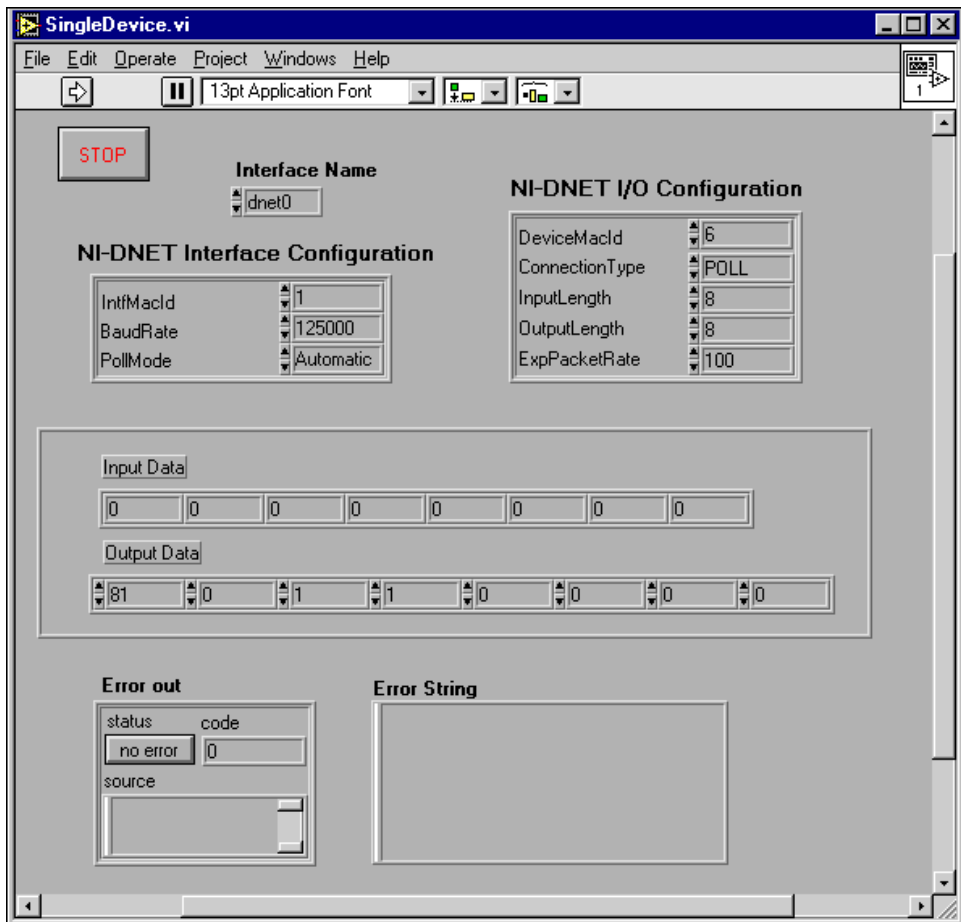 SingleDevice.vi
File Edit Operate Project Windows Help
13pt Application Font
1
STOP
Interface Name
dnet0
NI-DNET Interface Configuration
IntfMacId 1
BaudRate 125000
PollMode Automatic
NI-DNET I/O Configuration
DeviceMacId 6
ConnectionType POLL
InputLength 8
OutputLength 8
ExpPacketRate 100
Input Data
0 0 0 0 0 0 0 0
Output Data
81 0 1 1 0 0 0 0
Error out
status code
no error 0
source
Error String